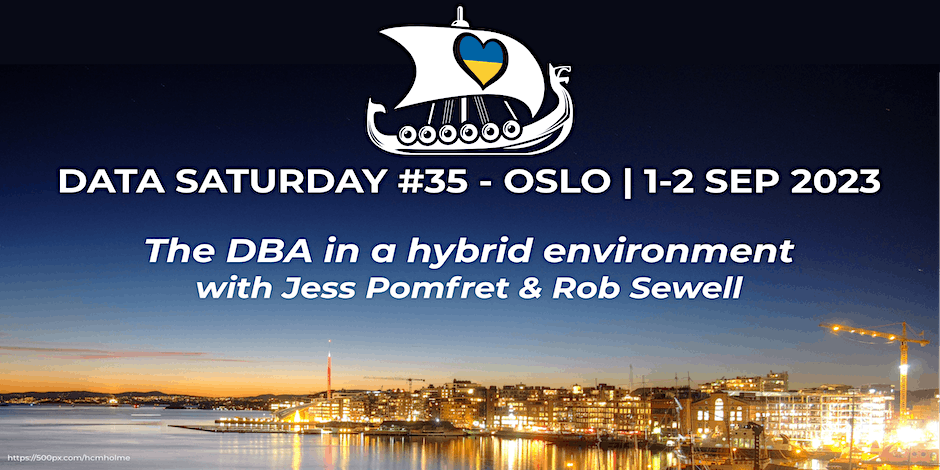 DATA SATURDAY #35 - OSLO | 1-2 SEP 2023
The DBA in a hybrid environment
with Jess Pomfret & Rob Sewell
https://500px.com/hcmholme